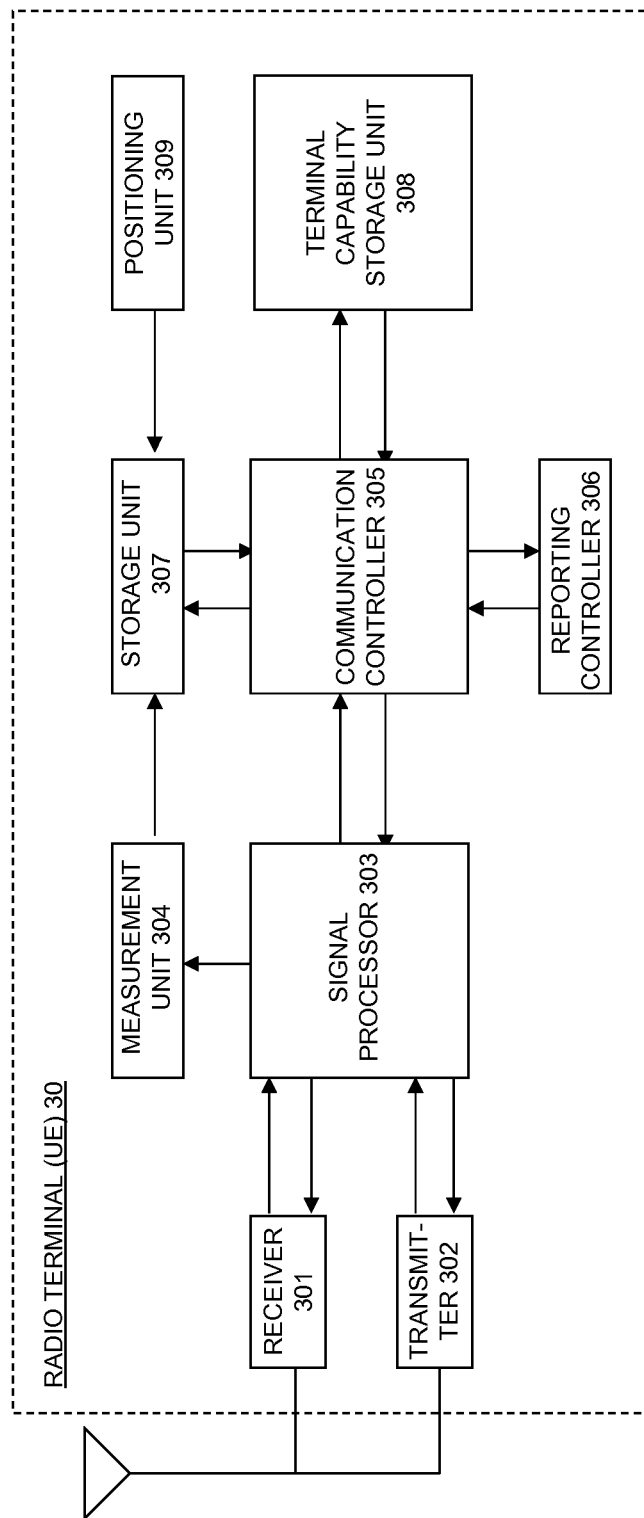 RADIO TERMINAL (UE) 30
MEASUREMENT
UNIT 304
STORAGE UNIT
307
POSITIONING
UNIT 309
RECEIVER
301
TRANSMIT-
TER 302
SIGNAL
PROCESSOR 303
COMMUNICATION
CONTROLLER 305
TERMINAL
CAPABILITY
STORAGE UNIT
308
REPORTING
CONTROLLER 306